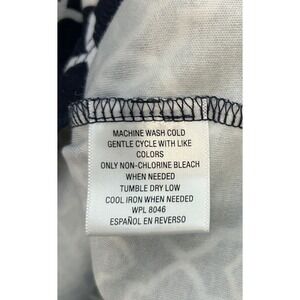 MACHINE WASH COLD
GENTLE CYCLE WITH LIKE
COLORS
ONLY NON-CHLORINE BLEACH
WHEN NEEDED
TUMBLE DRY LOW
COOL IRON WHEN NEEDED
WPL 8046
ESPAÑOL EN REVERSO